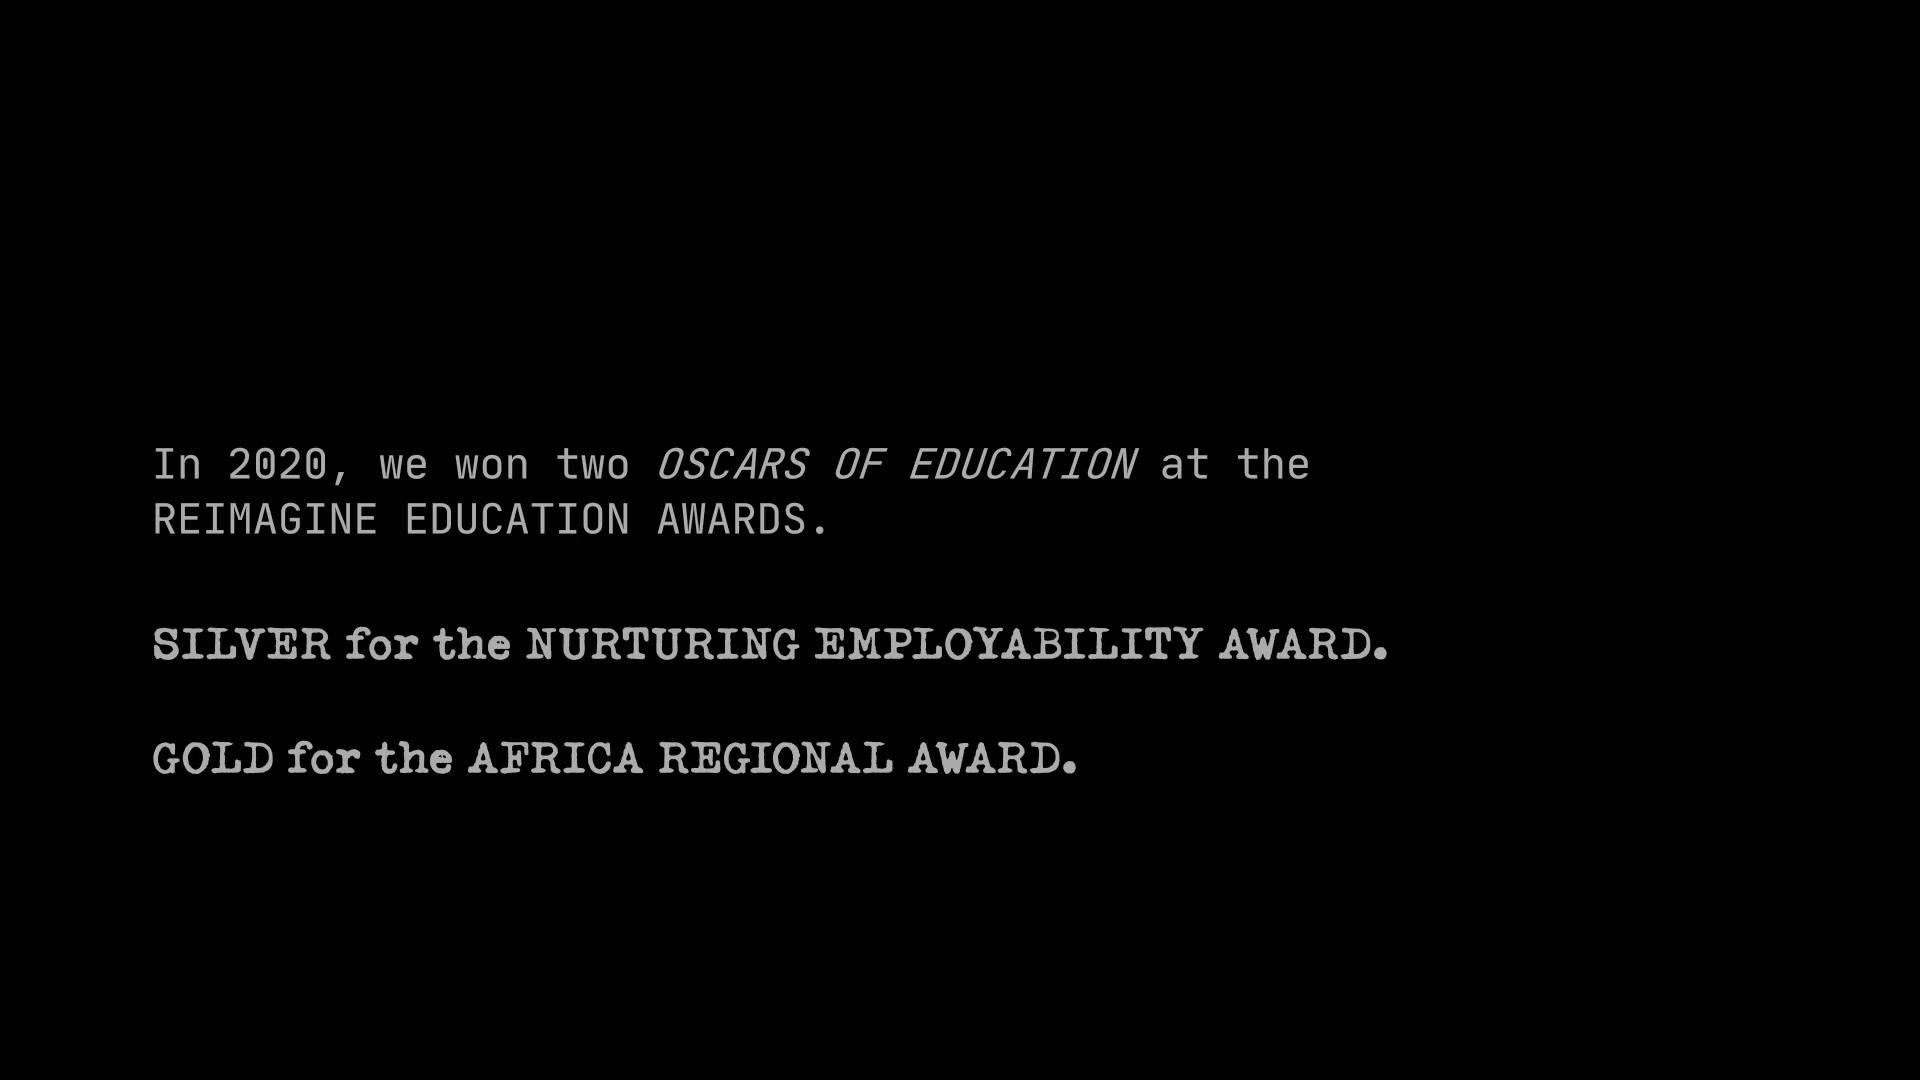 In 2020, we won two OSCARS OF EDUCATION at the
REIMAGINE EDUCATION AWARDS.
SILVER for the NURTURING EMPLOYABILITY AWARD.
GOLD for the AFRICA REGIONAL AWARD.